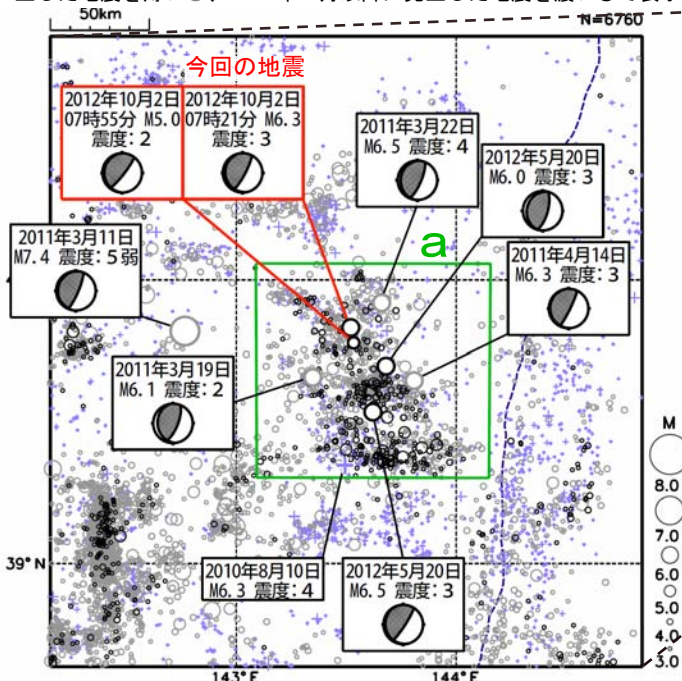 50km
N=6760
今回の地震
2012年10月2日
07時55分 M5.0
震度：2
2012年10月2日
07時21分 M6.3
震度：3
2011年3月22日
M6.5 震度：4
2012年5月20日
M6.0 震度：3
a
2011年3月11日
M7.4 震度：5弱
2011年4月14日
M6.3 震度：3
2011年3月19日
M6.1 震度：2
M
8.0
7.0
6.0
5.0
4.0
3.0
39°N
2010年8月10日
M6.3 震度：4
2012年5月20日
M6.5 震度：3
143°E
144°E